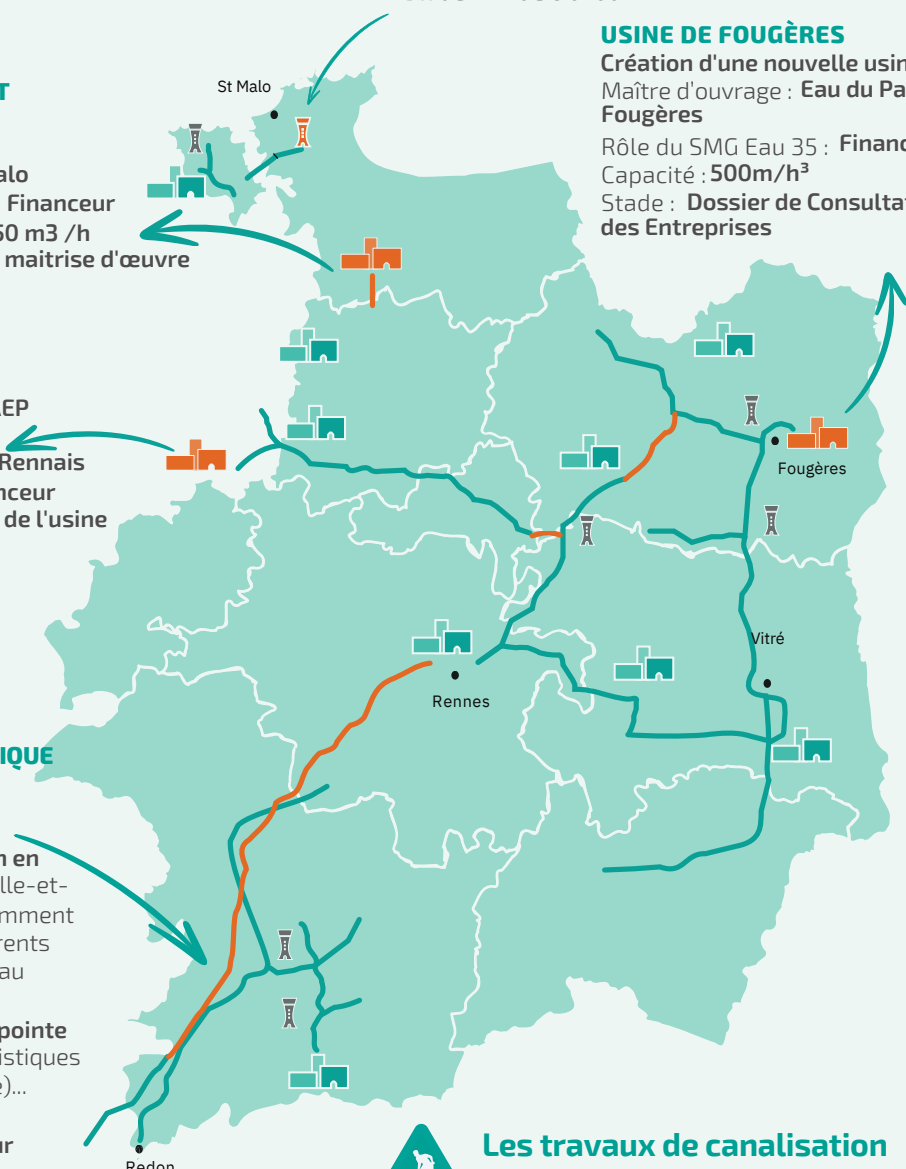 USINE DE FOUGÈRES
Création d'une nouvelle usin
Maître d'ouvrage : Eau du Pa
Fougères
Rôle du SMG Eau 35 : Financ
Capacité : 500m/h³
Stade : Dossier de Consulta
des Entreprises
St Malo
T
alo
Financeur
50 m3 /h
maitrise d'œuvre
EP
Rennais
nceur
de l'usine
Fougères
Vitré
Rennes
IQUE
n en
lle-et-
mment
rents
au
pointe
istiques
e)...
ur
Redon
Les travaux de canalisation